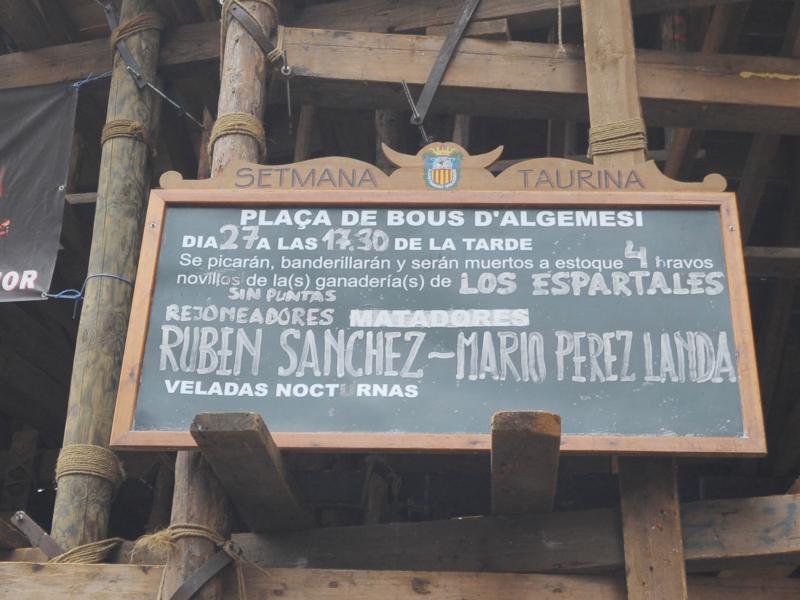 SETMANA TAURINA
PLAÇA DE BOUS D'ALGEMESI
DIA 27 A LAS 17,30 DE LA TARDE
Se picarán, banderillarán y serán muertos a estoque 4 bravos
novillos de la(s) ganadería(s) de LOS ESPARTALES
SIN PUNTAS
REJONEADORES MATADORES
RUBEN SANCHEZ ~ MARIO PEREZ LANDA
VELADAS NOCTURNAS
OR